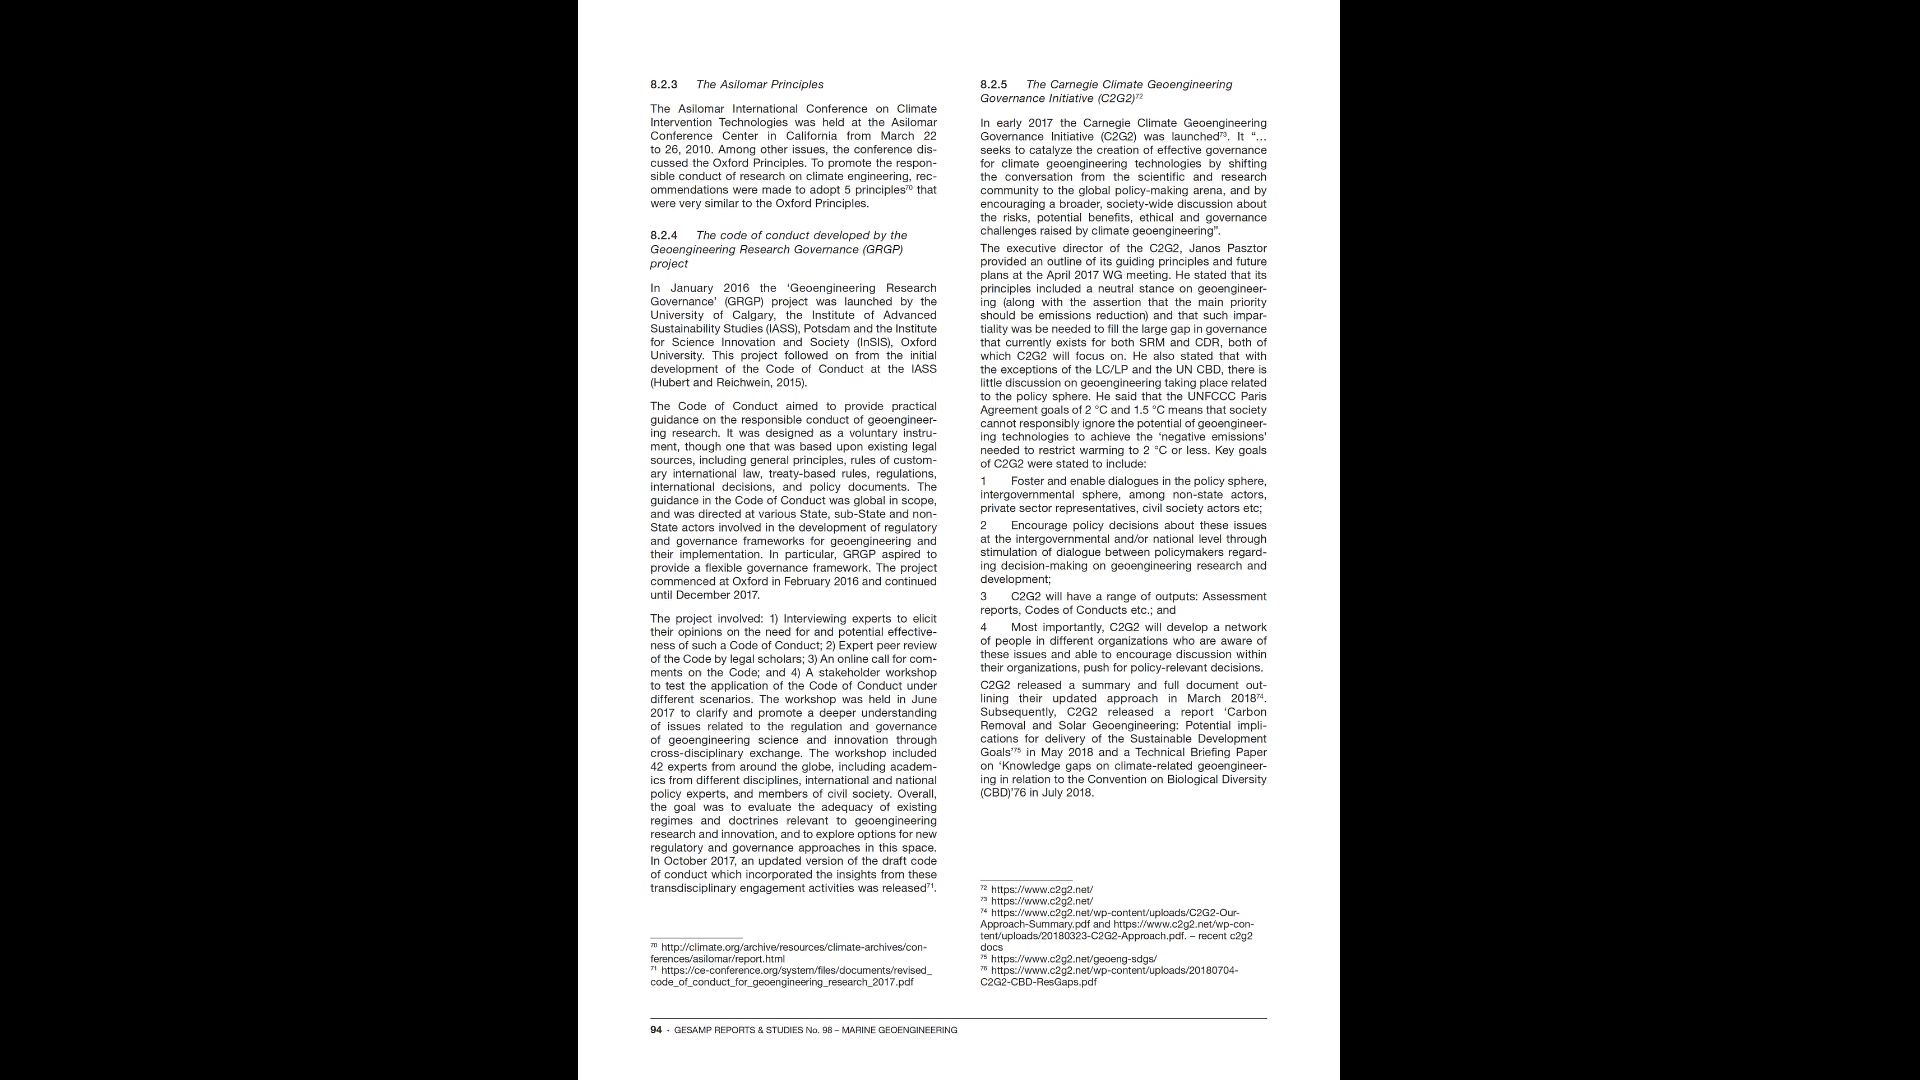 8.2.3 The Asilomar Principles
The Asilomar International Conference on Climate
Intervention Technologies was held at the Asilomar
Conference Center in California from March 22
to 26, 2010. Among other issues, the conference dis-
cussed the Oxford Principles. To promote the respon-
sible conduct of research on climate engineering, rec-
ommendations were made to adopt 5 principles⁷⁰ that
were very similar to the Oxford Principles.
8.2.4 The code of conduct developed by the
Geoengineering Research Governance (GRGP)
project
In January 2016 the ‘Geoengineering Research
Governance’ (GRGP) project was launched by the
University of Calgary, the Institute of Advanced
Sustainability Studies (IASS), Potsdam and the Institute
for Science Innovation and Society (InSIS), Oxford
University. This project followed on from the initial
development of the Code of Conduct at the IASS
(Hubert and Reichwein, 2015).
The Code of Conduct aimed to provide practical
guidance on the responsible conduct of geoengineer-
ing research. It was designed as a voluntary instru-
ment, though one that was based upon existing legal
sources, including general principles, rules of custom-
ary international law, treaty-based rules, regulations,
international decisions, and policy documents. The
guidance in the Code of Conduct was global in scope,
and was directed at various State, sub-State and non-
State actors involved in the development of regulatory
and governance frameworks for geoengineering and
their implementation. In particular, GRGP aspired to
provide a flexible governance framework. The project
commenced at Oxford in February 2016 and continued
until December 2017.
The project involved: 1) Interviewing experts to elicit
their opinions on the need for and potential effective-
ness of such a Code of Conduct; 2) Expert peer review
of the Code by legal scholars; 3) An online call for com-
ments on the Code; and 4) A stakeholder workshop
to test the application of the Code of Conduct under
different scenarios. The workshop was held in June
2017 to clarify and promote a deeper understanding
of issues related to the regulation and governance
of geoengineering science and innovation through
cross-disciplinary exchange. The workshop included
42 experts from around the globe, including academ-
ics from different disciplines, international and national
policy experts, and members of civil society. Overall,
the goal was to evaluate the adequacy of existing
regimes and doctrines relevant to geoengineering
research and innovation, and to explore options for new
regulatory and governance approaches in this space.
In October 2017, an updated version of the draft code
of conduct which incorporated the insights from these
transdisciplinary engagement activities was released⁷¹.
⁷⁰ http://climate.org/archive/resources/climate-archives/con-
ferences/asilomar/report.html
⁷¹ https://ce-conference.org/system/files/documents/revised_
code_of_conduct_for_geoengineering_research_2017.pdf
8.2.5 The Carnegie Climate Geoengineering
Governance Initiative (C2G2)⁷²
In early 2017 the Carnegie Climate Geoengineering
Governance Initiative (C2G2) was launched⁷³. It “…
seeks to catalyze the creation of effective governance
for climate geoengineering technologies by shifting
the conversation from the scientific and research
community to the global policy-making arena, and by
encouraging a broader, society-wide discussion about
the risks, potential benefits, ethical and governance
challenges raised by climate geoengineering”.
The executive director of the C2G2, Janos Pasztor
provided an outline of its guiding principles and future
plans at the April 2017 WG meeting. He stated that its
principles included a neutral stance on geoengineer-
ing (along with the assertion that the main priority
should be emissions reduction) and that such impar-
tiality was be needed to fill the large gap in governance
that currently exists for both SRM and CDR, both of
which C2G2 will focus on. He also stated that with
the exceptions of the LC/LP and the UN CBD, there is
little discussion on geoengineering taking place related
to the policy sphere. He said that the UNFCCC Paris
Agreement goals of 2 °C and 1.5 °C means that society
cannot responsibly ignore the potential of geoengineer-
ing technologies to achieve the ‘negative emissions’
needed to restrict warming to 2 °C or less. Key goals
of C2G2 were stated to include:
1 Foster and enable dialogues in the policy sphere,
intergovernmental sphere, among non-state actors,
private sector representatives, civil society actors etc;
2 Encourage policy decisions about these issues
at the intergovernmental and/or national level through
stimulation of dialogue between policymakers regard-
ing decision-making on geoengineering research and
development;
3 C2G2 will have a range of outputs: Assessment
reports, Codes of Conducts etc.; and
4 Most importantly, C2G2 will develop a network
of people in different organizations who are aware of
these issues and able to encourage discussion within
their organizations, push for policy-relevant decisions.
C2G2 released a summary and full document out-
lining their updated approach in March 2018⁷⁴.
Subsequently, C2G2 released a report ‘Carbon
Removal and Solar Geoengineering: Potential impli-
cations for delivery of the Sustainable Development
Goals’⁷⁵ in May 2018 and a Technical Briefing Paper
on ‘Knowledge gaps on climate-related geoengineer-
ing in relation to the Convention on Biological Diversity
(CBD)’76 in July 2018.
⁷² https://www.c2g2.net/
⁷³ https://www.c2g2.net/
⁷⁴ https://www.c2g2.net/wp-content/uploads/C2G2-Our-
Approach-Summary.pdf and https://www.c2g2.net/wp-con-
tent/uploads/20180323-C2G2-Approach.pdf. – recent c2g2
docs
⁷⁵ https://www.c2g2.net/geoeng-sdgs/
⁷⁶ https://www.c2g2.net/wp-content/uploads/20180704-
C2G2-CBD-ResGaps.pdf
94 - GESAMP REPORTS & STUDIES No. 98 – MARINE GEOENGINEERING